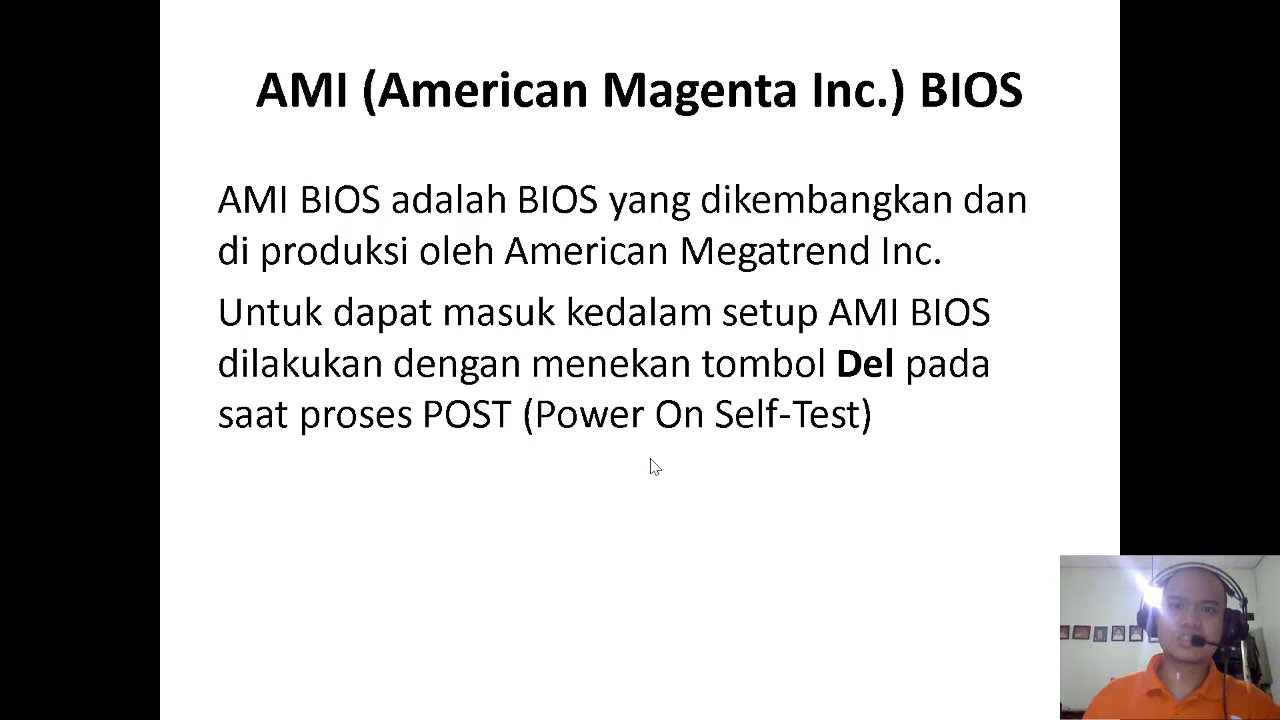 AMI (American Magenta Inc.) BIOS
AMI BIOS adalah BIOS yang dikembangkan dan
di produksi oleh American Megatrend Inc.
Untuk dapat masuk kedalam setup AMI BIOS
dilakukan dengan menekan tombol Del pada
saat proses POST (Power On Self-Test)